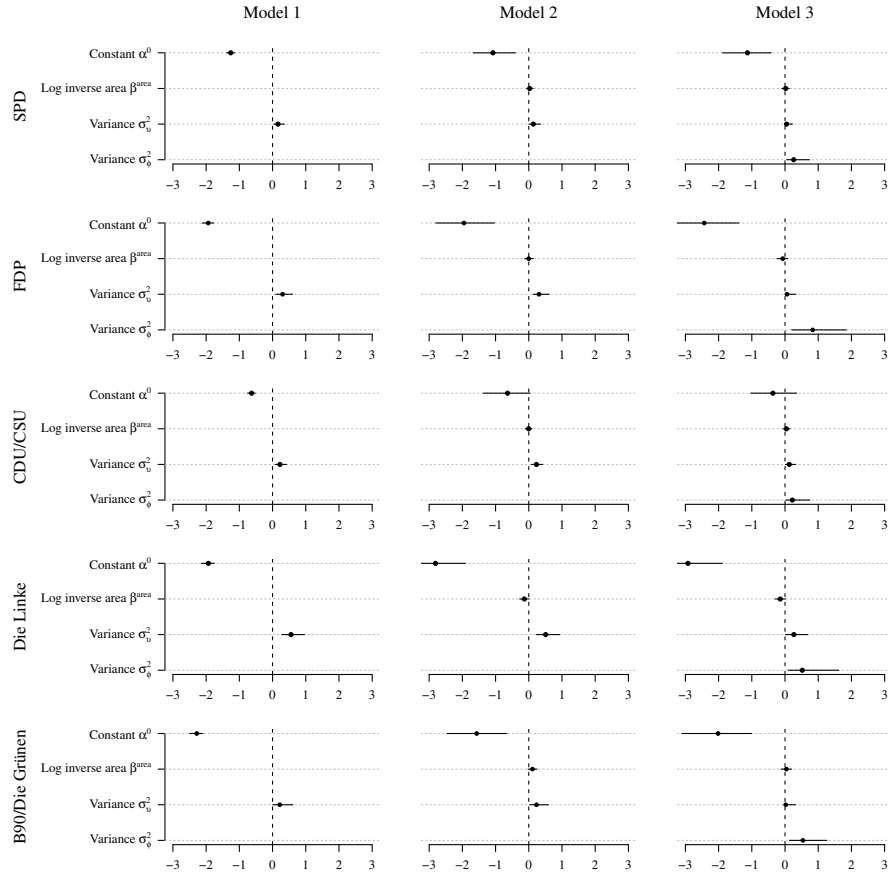 Model 1 Model 2 Model 3
SPD
Constant α⁰
Log inverse area βᵃʳᵉᵃ
Variance σ²_υ
Variance σ²_ϕ
−3 −2 −1 0 1 2 3 −3 −2 −1 0 1 2 3 −3 −2 −1 0 1 2 3
FDP
Constant α⁰
Log inverse area βᵃʳᵉᵃ
Variance σ²_υ
Variance σ²_ϕ
−3 −2 −1 0 1 2 3 −3 −2 −1 0 1 2 3 −3 −2 −1 0 1 2 3
CDU/CSU
Constant α⁰
Log inverse area βᵃʳᵉᵃ
Variance σ²_υ
Variance σ²_ϕ
−3 −2 −1 0 1 2 3 −3 −2 −1 0 1 2 3 −3 −2 −1 0 1 2 3
Die Linke
Constant α⁰
Log inverse area βᵃʳᵉᵃ
Variance σ²_υ
Variance σ²_ϕ
−3 −2 −1 0 1 2 3 −3 −2 −1 0 1 2 3 −3 −2 −1 0 1 2 3
B90/Die Grünen
Constant α⁰
Log inverse area βᵃʳᵉᵃ
Variance σ²_υ
Variance σ²_ϕ
−3 −2 −1 0 1 2 3 −3 −2 −1 0 1 2 3 −3 −2 −1 0 1 2 3